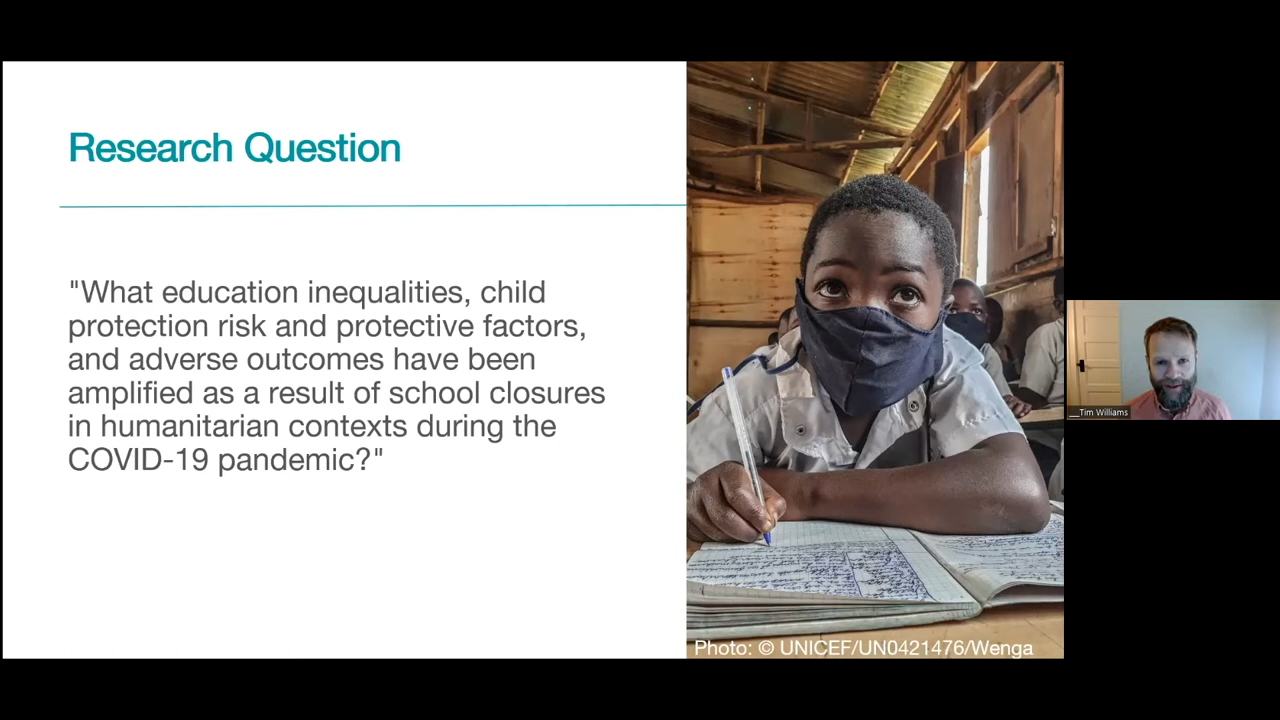 Research Question
"What education inequalities, child
protection risk and protective factors,
and adverse outcomes have been
amplified as a result of school closures
in humanitarian contexts during the
COVID-19 pandemic?"
Photo: © UNICEF/UN0421476/Wenga
__Tim Williams